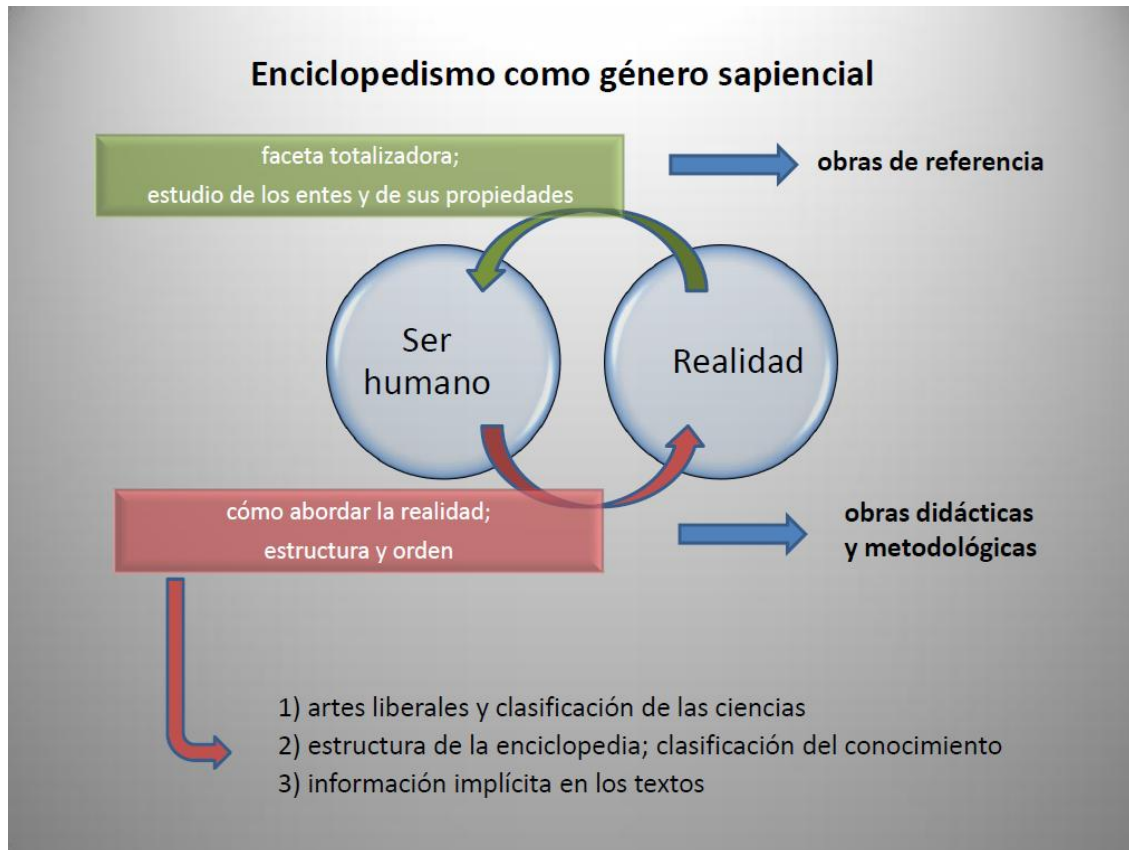 Enciclopedismo como género sapiencial
faceta totalizadora;
estudio de los entes y de sus propiedades
obras de referencia
Ser
humano
Realidad
cómo abordar la realidad;
estructura y orden
obras didácticas
y metodológicas
1) artes liberales y clasificación de las ciencias
2) estructura de la enciclopedia; clasificación del conocimiento
3) información implícita en los textos